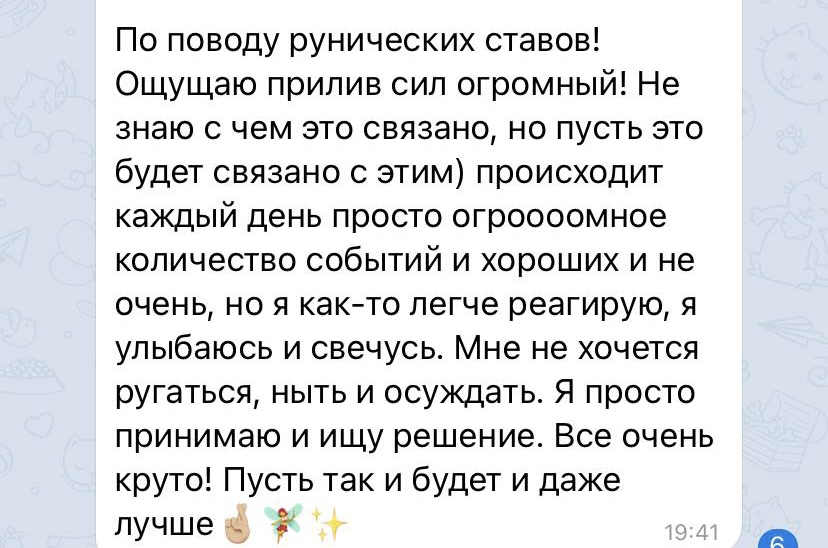 По поводу рунических ставов!
Ощущаю прилив сил огромный! Не
знаю с чем это связано, но пусть это
будет связано с этим) происходит
каждый день просто огроооомное
количество событий и хороших и не
очень, но я как-то легче реагирую, я
улыбаюсь и свечусь. Мне не хочется
ругаться, ныть и осуждать. Я просто
принимаю и ищу решение. Все очень
круто! Пусть так и будет и даже
лучше🤞🏼🧚‍♀️✨
19:41
6